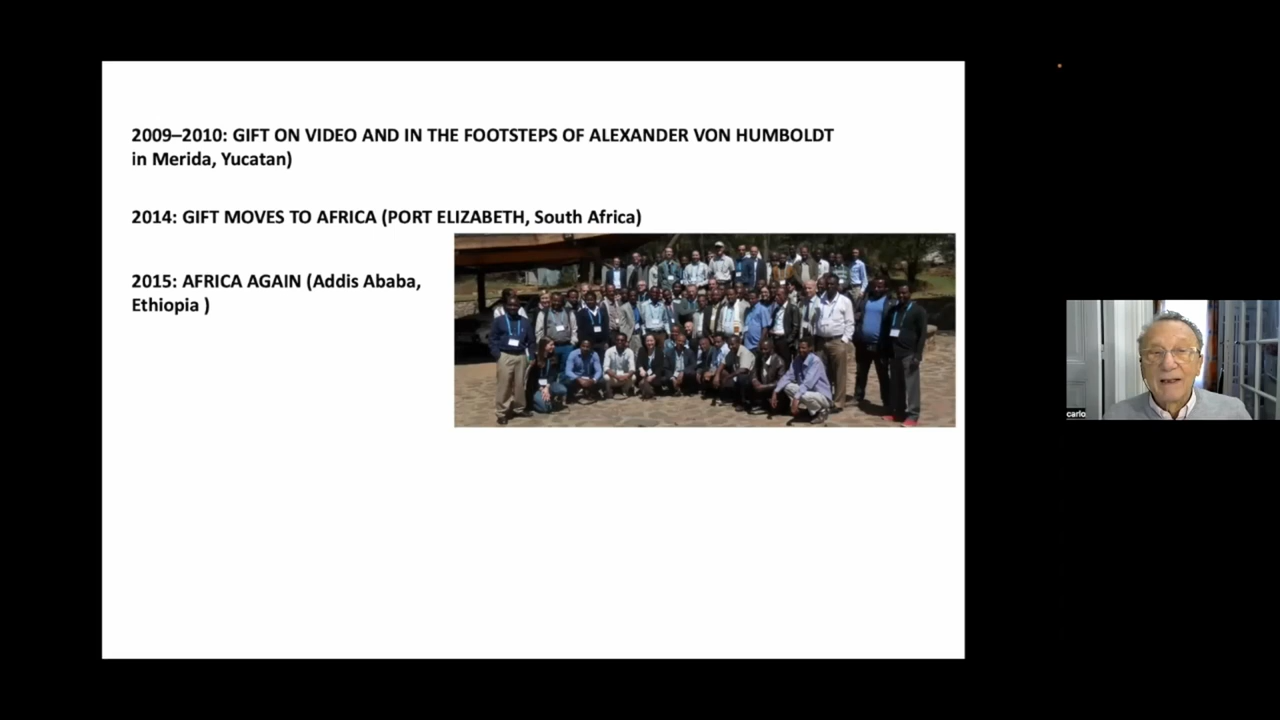 2009–2010: GIFT ON VIDEO AND IN THE FOOTSTEPS OF ALEXANDER VON HUMBOLDT
in Merida, Yucatan)
2014: GIFT MOVES TO AFRICA (PORT ELIZABETH, South Africa)
2015: AFRICA AGAIN (Addis Ababa,
Ethiopia )
carlo